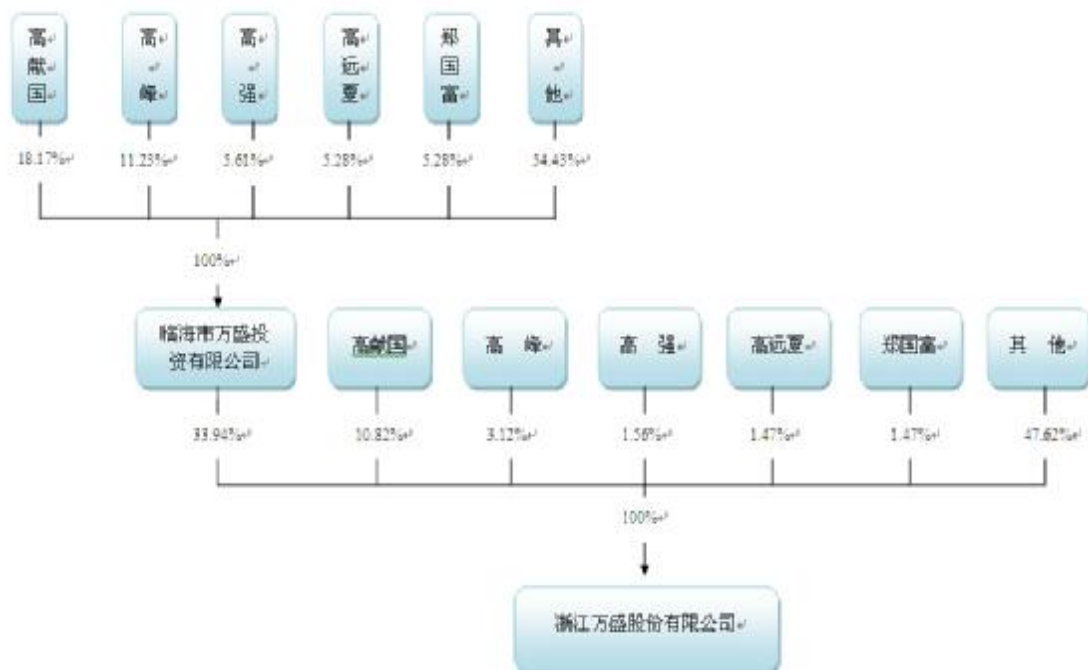 高献国
高峰
高强
高远夏
郑国富
其他
18.17%
11.23%
5.61%
5.28%
5.28%
54.43%
100%
临海市万盛投
资有限公司
高献国
高 峰
高 强
高远夏
郑国富
其 他
33.94%
10.82%
3.12%
1.56%
1.47%
1.47%
47.62%
100%
浙江万盛股份有限公司